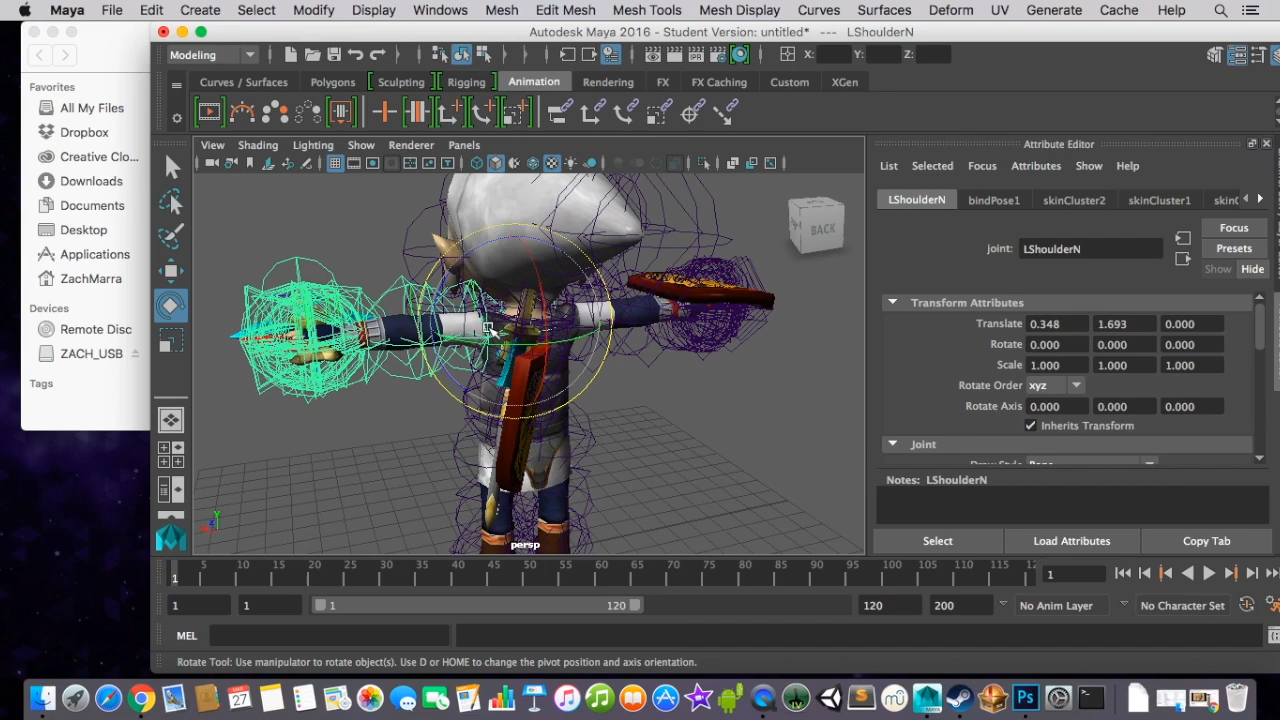 Maya File Edit Create Select Modify Display Windows Mesh Edit Mesh Mesh Tools Mesh Display Curves Surfaces Deform UV Generate Cache Help
Autodesk Maya 2016 - Student Version: untitled* --- LShoulderN
Modeling
X: Y: Z:
Curves / Surfaces Polygons Sculpting Rigging Animation Rendering FX FX Caching Custom XGen
Favorites
All My Files
Dropbox
Creative Clo...
Downloads
Documents
Desktop
Applications
ZachMarra
Devices
Remote Disc
ZACH_USB
Tags
View Shading Lighting Show Renderer Panels
BACK
persp
Attribute Editor
List Selected Focus Attributes Show Help
LShoulderN bindPose1 skinCluster2 skinCluster1
Focus
joint: LShoulderN
Presets
Show Hide
Transform Attributes
Translate 0.348 1.693 0.000
Rotate 0.000 0.000 0.000
Scale 1.000 1.000 1.000
Rotate Order xyz
Rotate Axis 0.000 0.000 0.000
Inherits Transform
Joint
Notes: LShoulderN
Select Load Attributes Copy Tab
1 5 10 15 20 25 30 35 40 45 50 55 60 65 70 75 80 85 90 95 100 105 110 115 1
1 1 1 120 120 200 No Anim Layer No Character Set
MEL
Rotate Tool: Use manipulator to rotate object(s). Use D or HOME to change the pivot position and axis orientation.
27
Ps